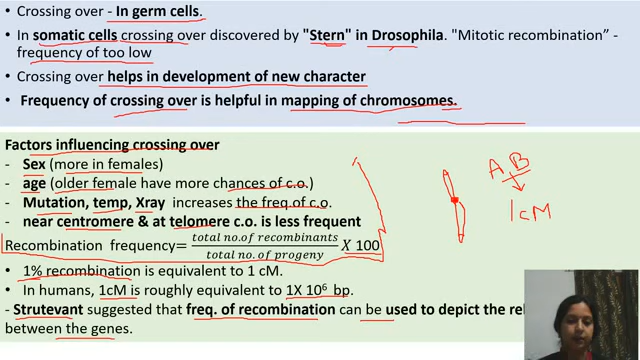 • Crossing over - In germ cells.
• In somatic cells crossing over discovered by "Stern" in Drosophila. "Mitotic recombination" -
frequency of too low
• Crossing over helps in development of new character
• Frequency of crossing over is helpful in mapping of chromosomes.
Factors influencing crossing over
- Sex (more in females)
- age (older female have more chances of c.o.)
- Mutation, temp, Xray increases the freq of c.o.
- near centromere & at telomere c.o. is less frequent
Recombination frequency= total no.of recombinants / total no. of progeny X 100
• 1% recombination is equivalent to 1 cM.
• In humans, 1cM is roughly equivalent to 1X 10⁶ bp.
- Strutevant suggested that freq. of recombination can be used to depict the
between the genes.
A B
1cM